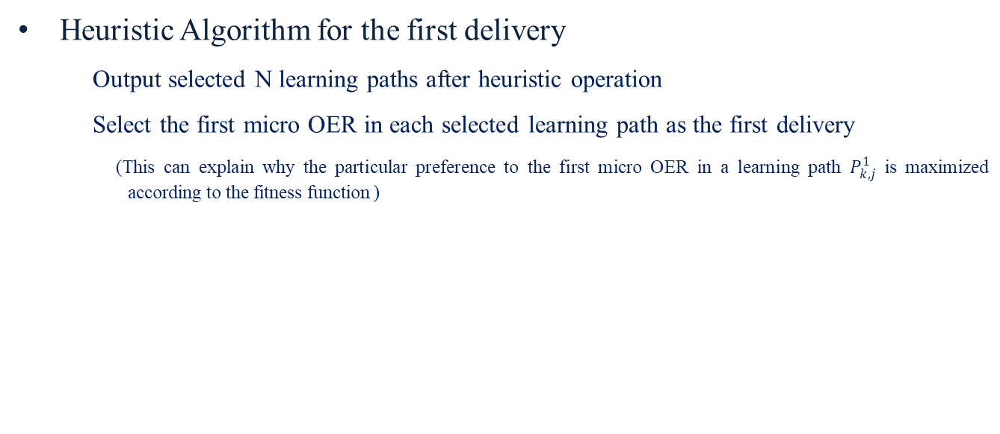 • Heuristic Algorithm for the first delivery
Output selected N learning paths after heuristic operation
Select the first micro OER in each selected learning path as the first delivery
(This can explain why the particular preference to the first micro OER in a learning path $P_{k,j}^{1}$ is maximized
according to the fitness function )